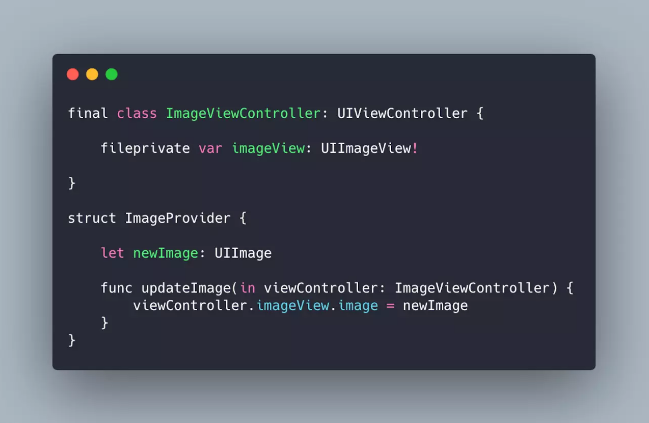 final class ImageViewController: UIViewController {
fileprivate var imageView: UIImageView!
}
struct ImageProvider {
let newImage: UIImage
func updateImage(in viewController: ImageViewController) {
viewController.imageView.image = newImage
}
}